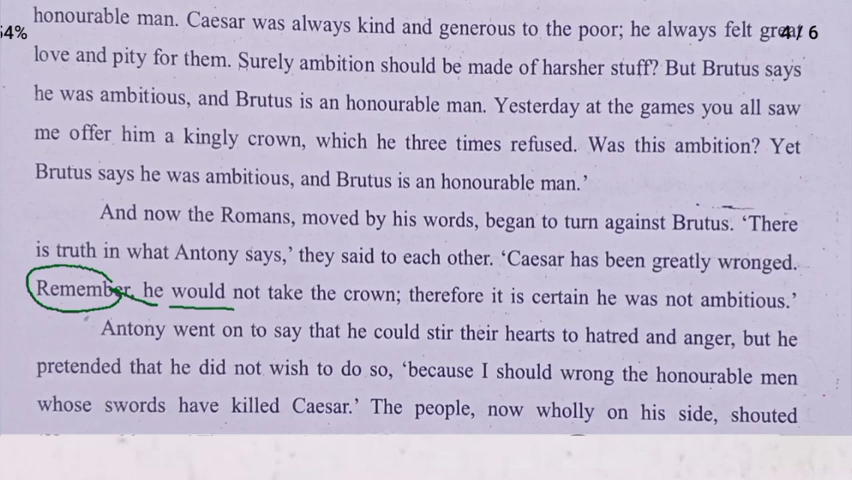 honourable man. Caesar was always kind and generous to the poor; he always felt great
54% 4 / 6
love and pity for them. Surely ambition should be made of harsher stuff? But Brutus says
he was ambitious, and Brutus is an honourable man. Yesterday at the games you all saw
me offer him a kingly crown, which he three times refused. Was this ambition? Yet
Brutus says he was ambitious, and Brutus is an honourable man.’
And now the Romans, moved by his words, began to turn against Brutus. ‘There
is truth in what Antony says,’ they said to each other. ‘Caesar has been greatly wronged.
Remember, he would not take the crown; therefore it is certain he was not ambitious.’
Antony went on to say that he could stir their hearts to hatred and anger, but he
pretended that he did not wish to do so, ‘because I should wrong the honourable men
whose swords have killed Caesar.’ The people, now wholly on his side, shouted